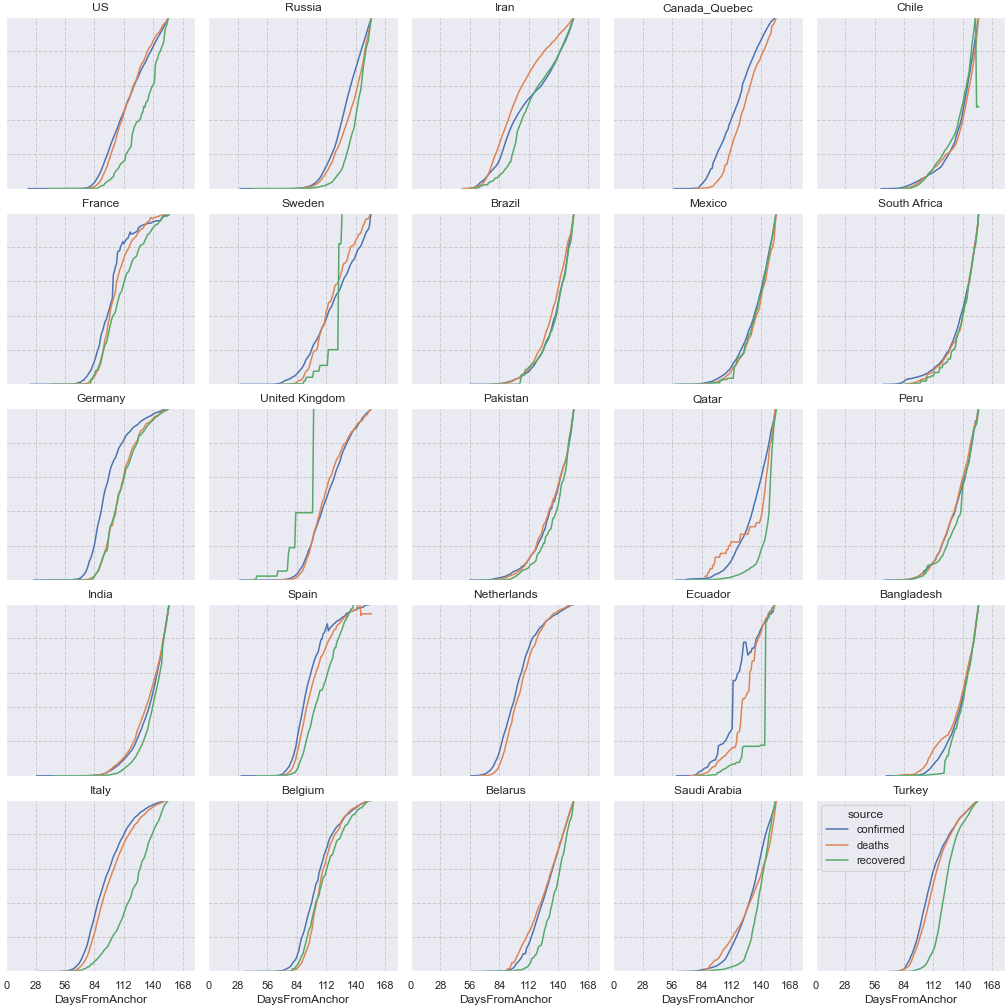 US Russia Iran Canada_Quebec Chile
France Sweden Brazil Mexico South Africa
Germany United Kingdom Pakistan Qatar Peru
India Spain Netherlands Ecuador Bangladesh
Italy Belgium Belarus Saudi Arabia Turkey
source
confirmed
deaths
recovered
0 28 56 84 112 140 168 0 28 56 84 112 140 168 0 28 56 84 112 140 168 0 28 56 84 112 140 168 0 28 56 84 112 140 168
DaysFromAnchor DaysFromAnchor DaysFromAnchor DaysFromAnchor DaysFromAnchor